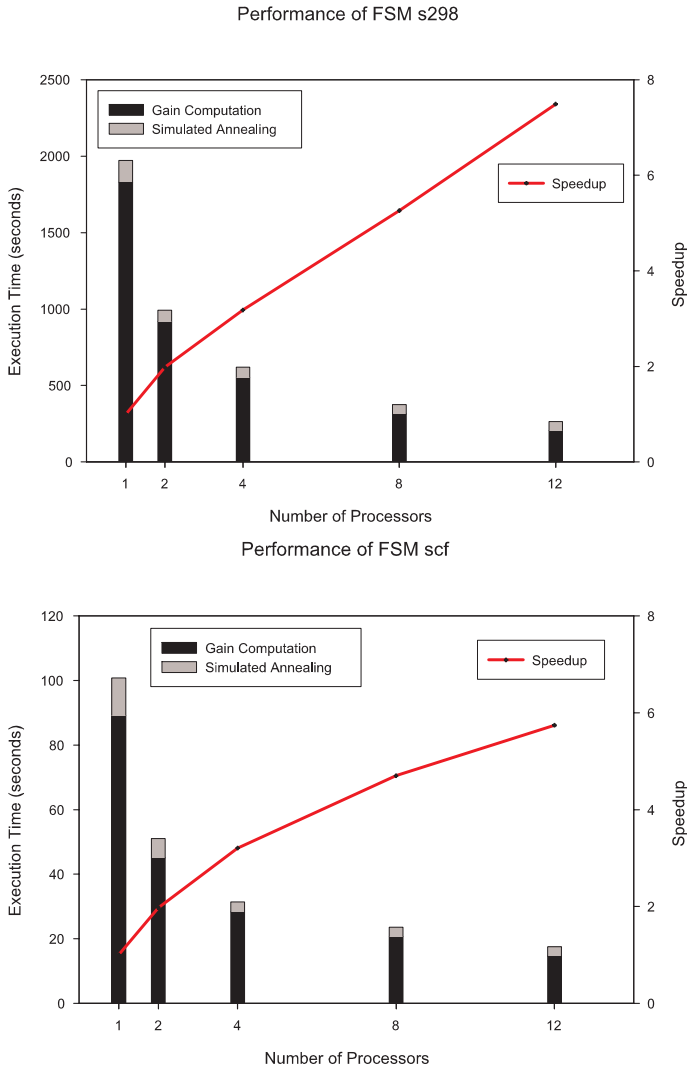 Performance of FSM s298
2500
2000
1500
1000
500
0
Execution Time (seconds)
Gain Computation
Simulated Annealing
Speedup
8
6
4
2
0
Speedup
1 2 4 8 12
Number of Processors
Performance of FSM scf
120
100
80
60
40
20
0
Execution Time (seconds)
Gain Computation
Simulated Annealing
Speedup
8
6
4
2
0
Speedup
1 2 4 8 12
Number of Processors